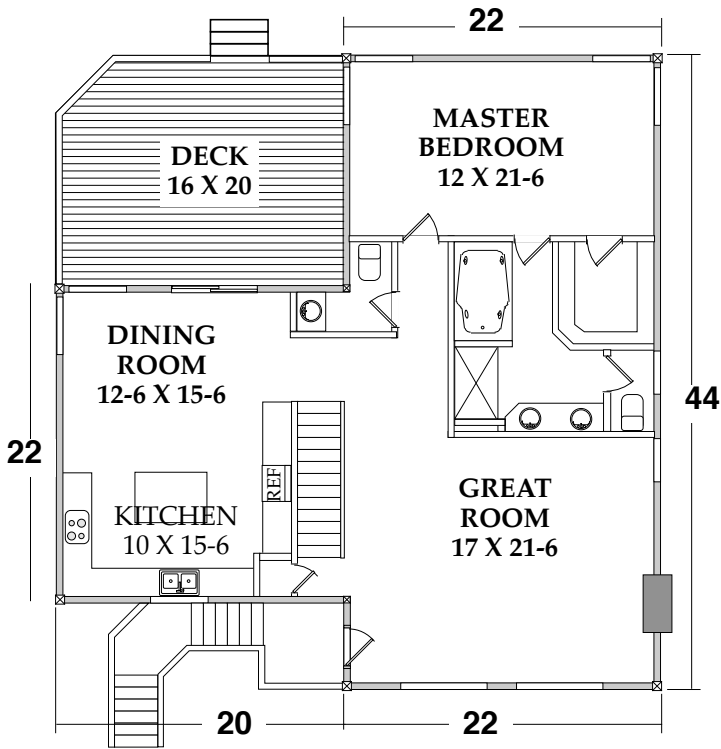 22
MASTER
BEDROOM
12 X 21-6
DECK
16 X 20
DINING
ROOM
12-6 X 15-6
44
22
REF
KITCHEN
10 X 15-6
GREAT
ROOM
17 X 21-6
20
22